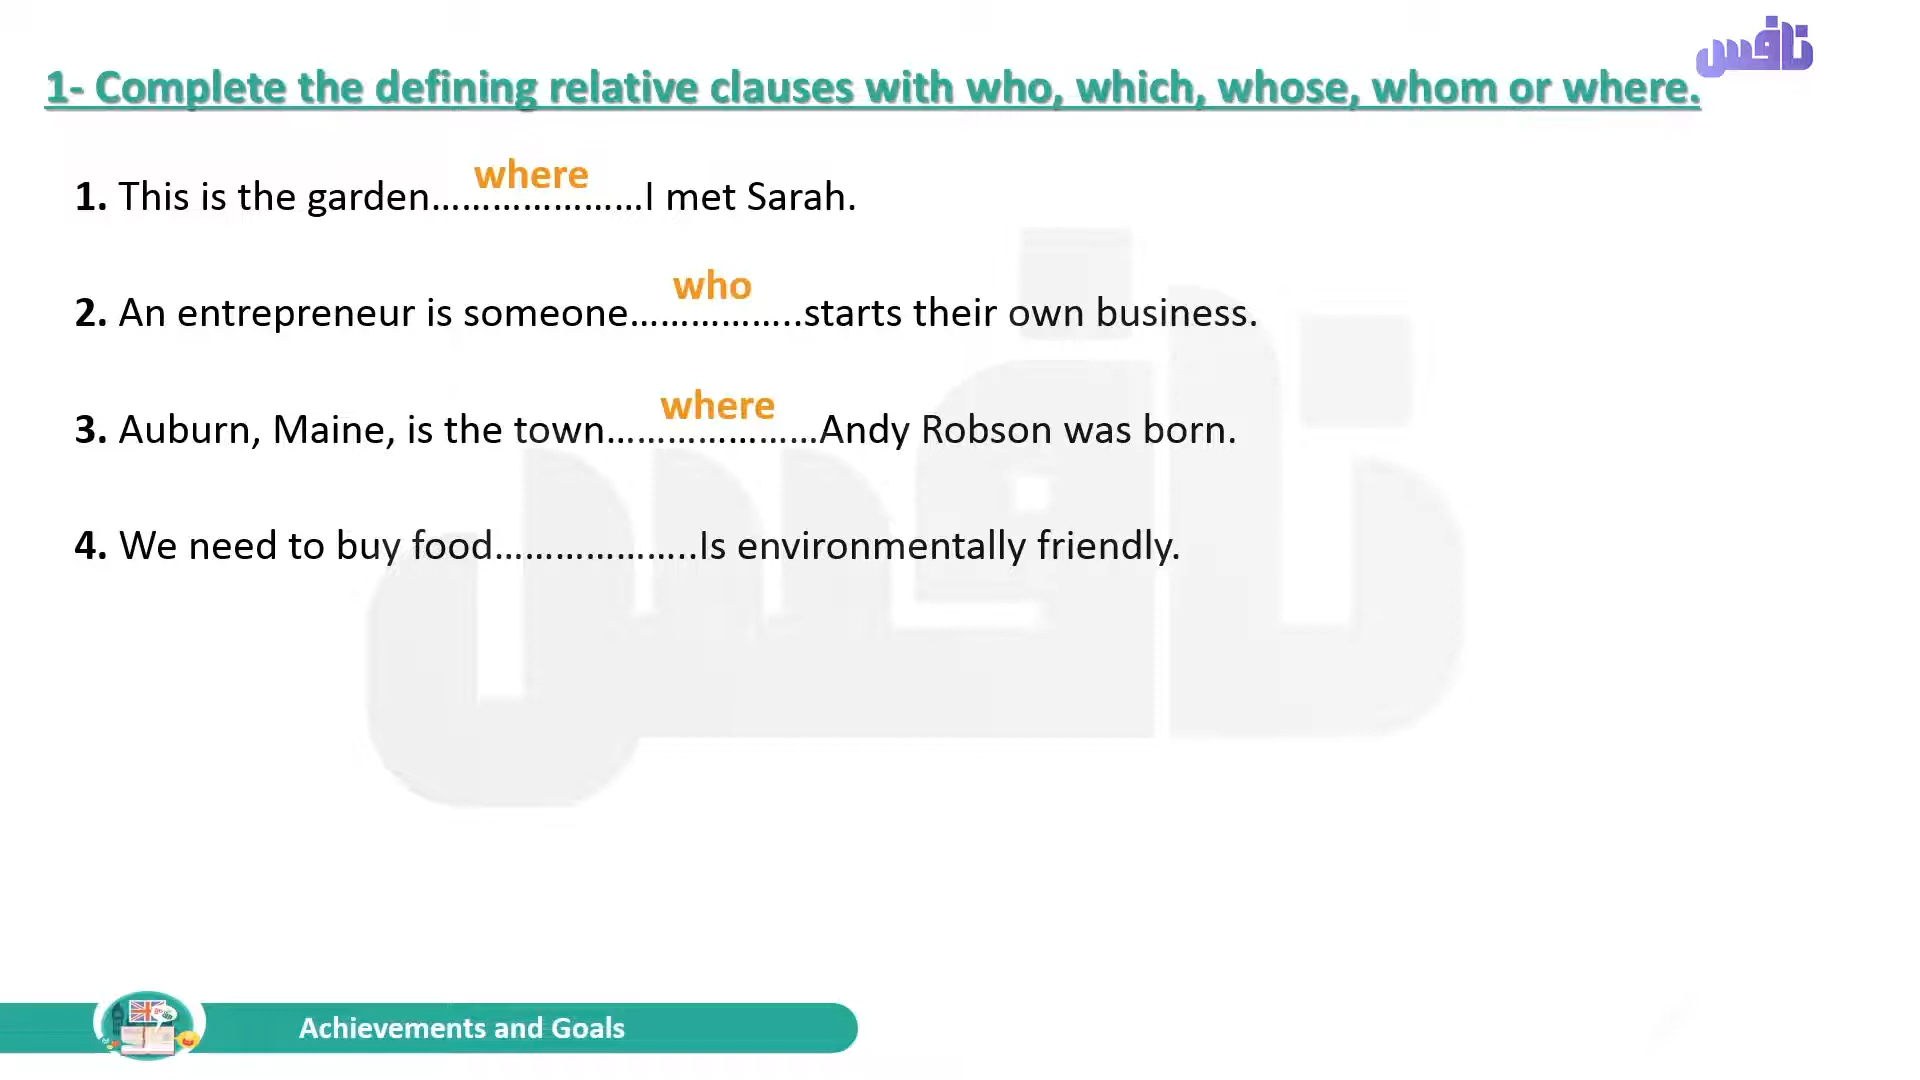 نافس
1- Complete the defining relative clauses with who, which, whose, whom or where.
where
1. This is the garden…………………I met Sarah.
who
2. An entrepreneur is someone……………..starts their own business.
where
3. Auburn, Maine, is the town…………………Andy Robson was born.
4. We need to buy food………………..Is environmentally friendly.
نافس
Achievements and Goals